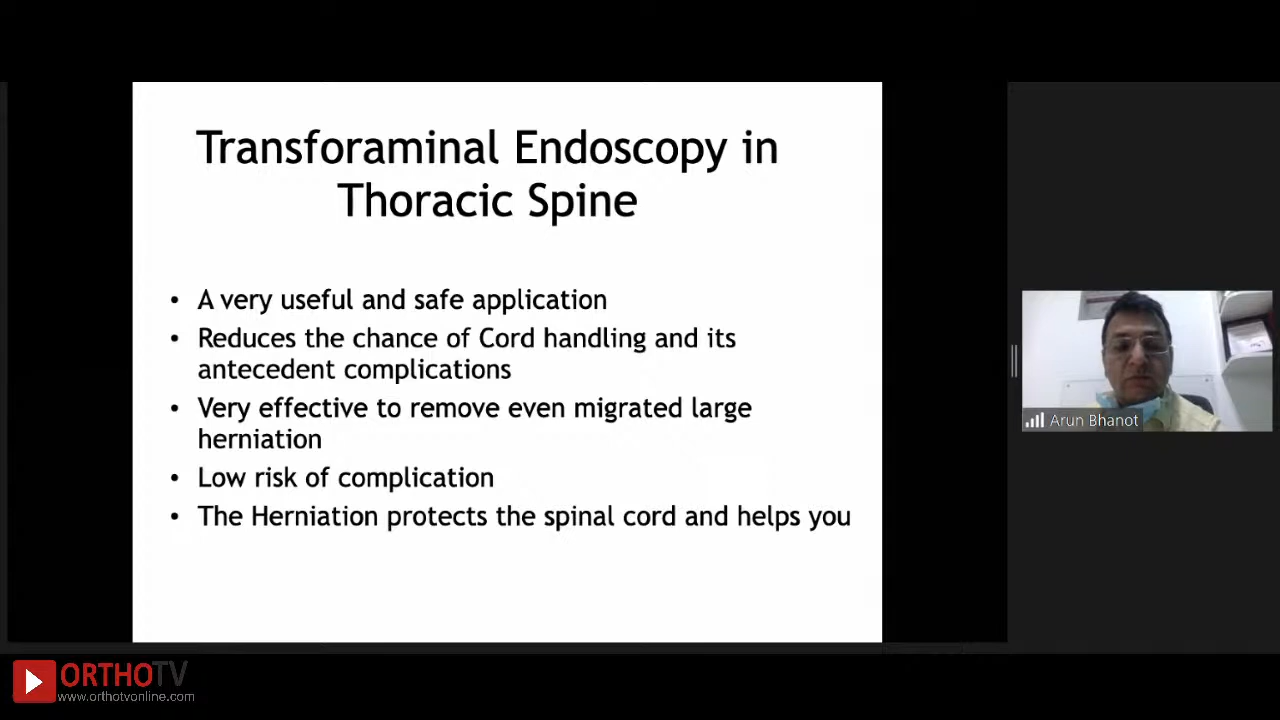 Transforaminal Endoscopy in
Thoracic Spine
• A very useful and safe application
• Reduces the chance of Cord handling and its
antecedent complications
• Very effective to remove even migrated large
herniation
• Low risk of complication
• The Herniation protects the spinal cord and helps you
Arun Bhanot
ORTHOTV
www.orthotvonline.com